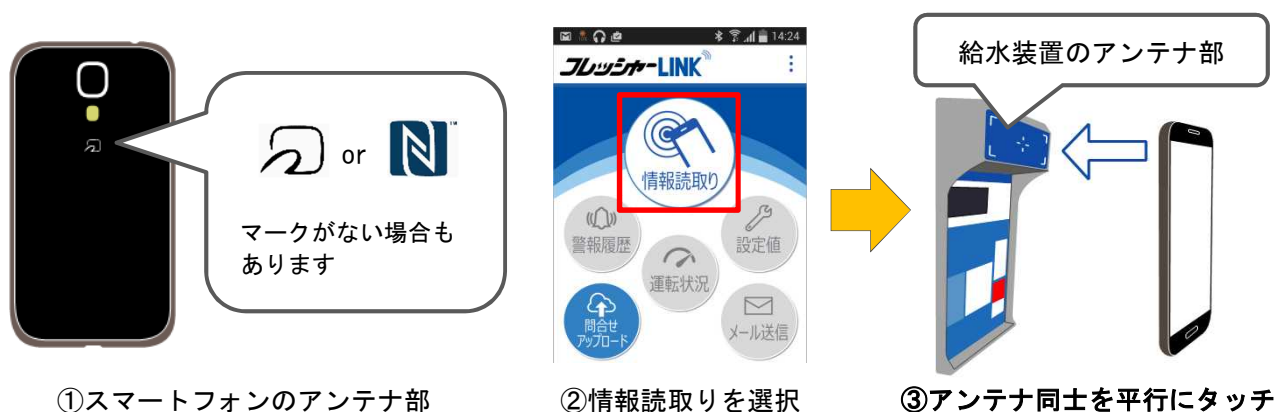 or
マークがない場合も
あります
①スマートフォンのアンテナ部
14:24
フレッシャーLINK
情報読取り
警報履歴
設定値
運転状況
問合せ
アップロード
メール送信
②情報読取りを選択
給水装置のアンテナ部
③アンテナ同士を平行にタッチ